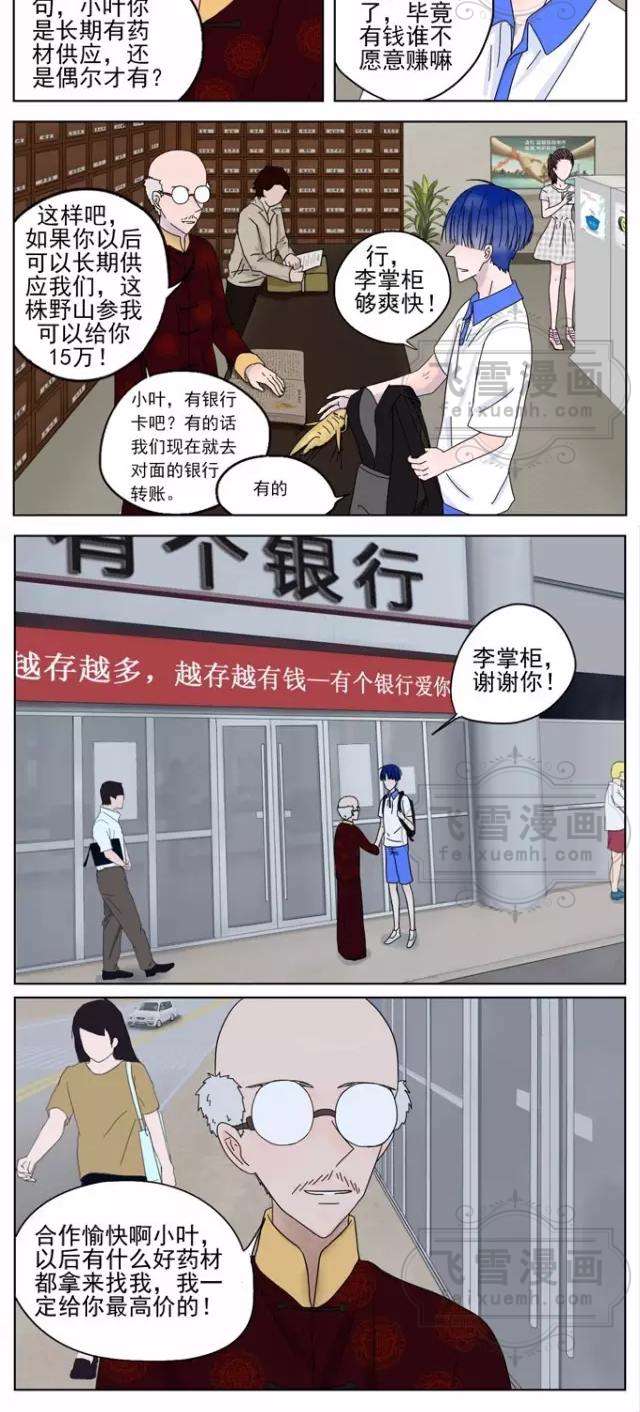 句，小叶你
是长期有药
材供应，还
是偶尔才有？
了，毕竟
有钱谁不
愿意赚嘛
这样吧，
如果你以后
可以长期供
应我们，这
株野山参我
可以给你
15万！
行，
李掌柜
够爽快！
小叶，有银行
卡吧？有的话
我们现在就去
对面的银行
转账。
有的
飞雪漫画
feixuemh.com
有个银行
越存越多，越存越有钱—有个银行爱你
李掌柜，
谢谢你！
飞雪漫画
feixuemh.com
合作愉快啊小叶，
以后有什么好药材
都拿来找我，我一
定给你最高价的！
飞雪漫画
feixuemh.com